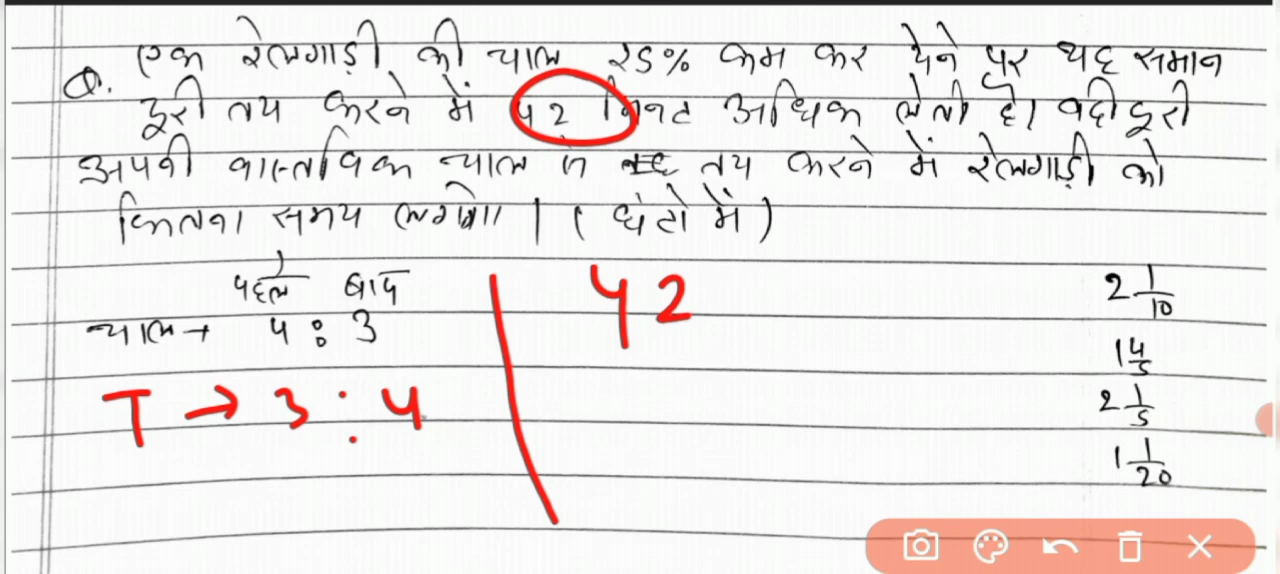 Q. एक रेलगाड़ी की चाल 25% कम कर देने पर यह समान
दूरी तय करने में 42 मिनट अधिक लेती है। वही दूरी
अपनी वास्तविक चाल से तय करने में रेलगाड़ी को
कितना समय लगेगा। (घंटो में)
पहले बाद
चाल→ 4 : 3
T → 3 : 4
42
2 1/10
1 4/5
2 1/5
1 1/20